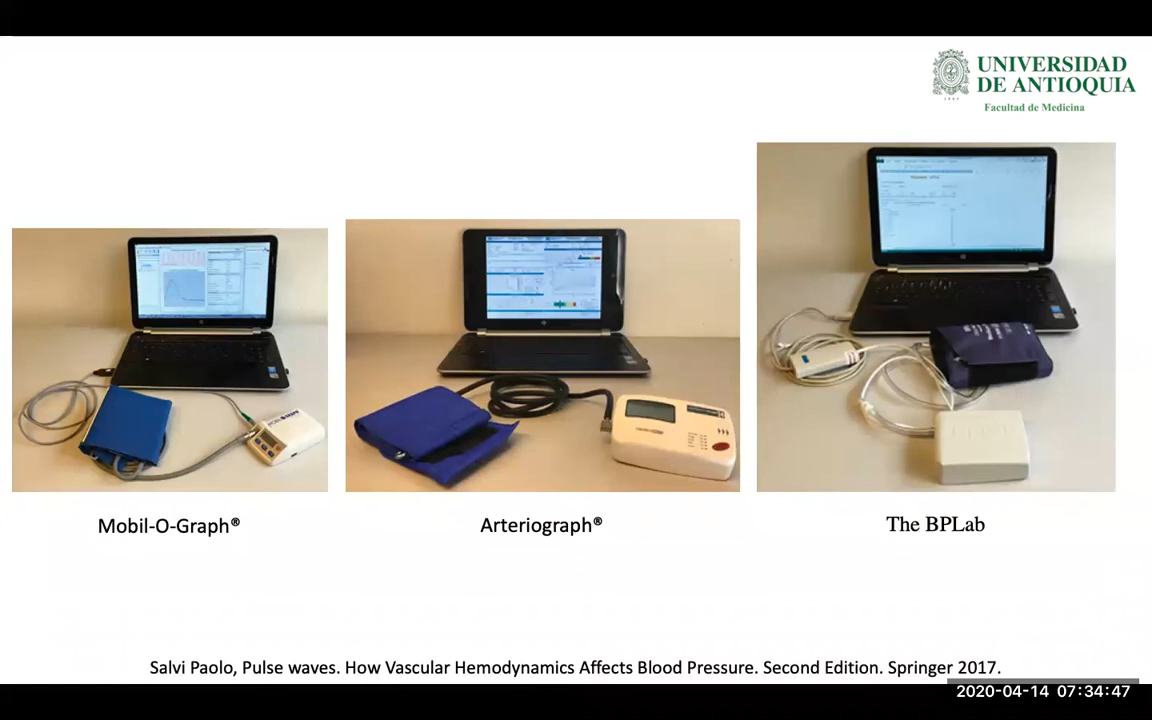 UNIVERSIDAD
DE ANTIOQUIA
1803
Facultad de Medicina
Mobil-O-Graph®
Arteriograph®
The BPLab
Salvi Paolo, Pulse waves. How Vascular Hemodynamics Affects Blood Pressure. Second Edition. Springer 2017.
2020-04-14 07:34:47